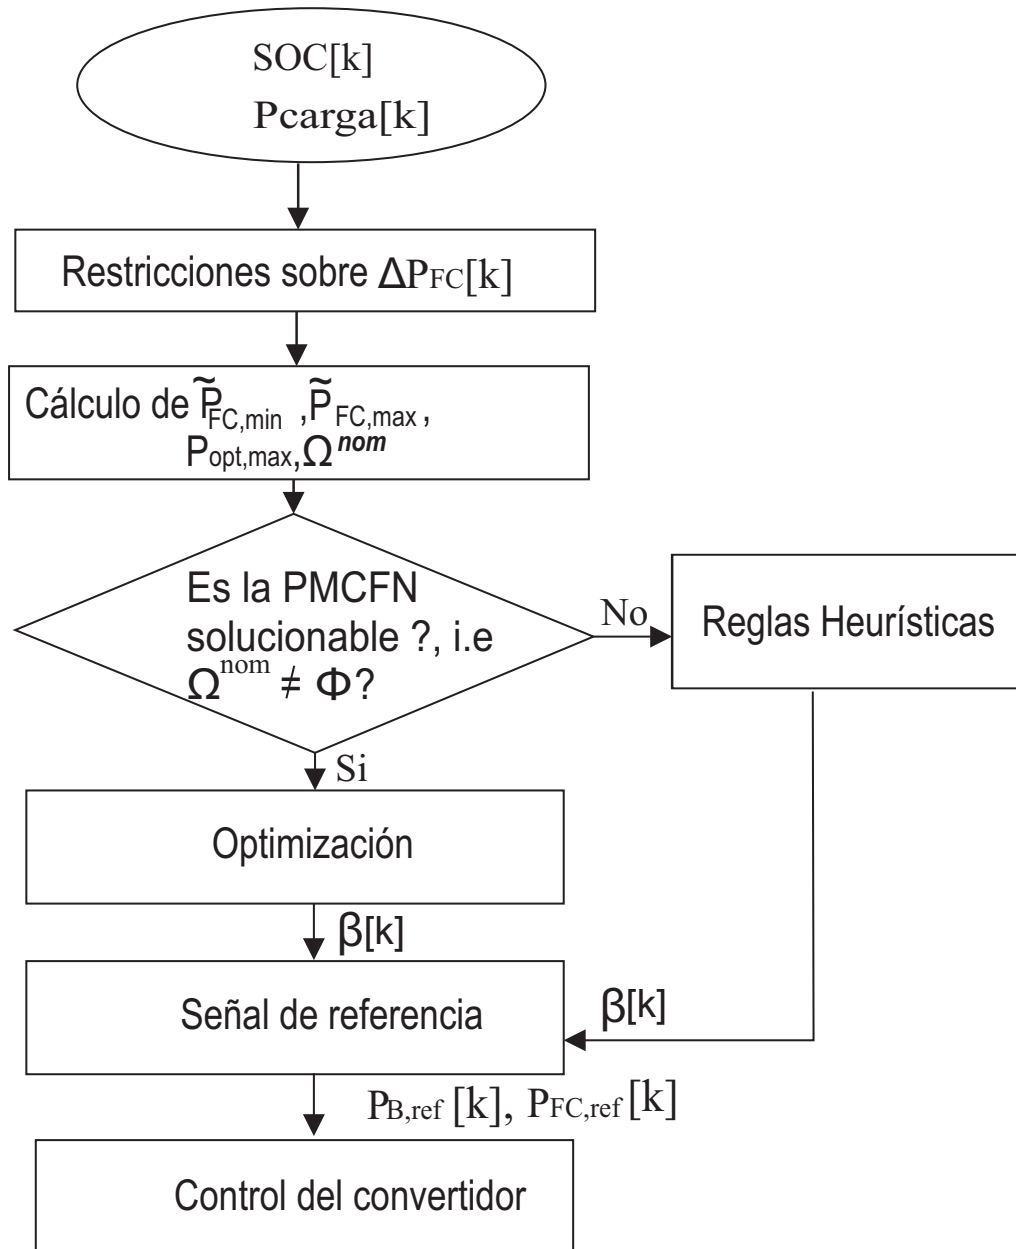 SOC[k]
Pcarga[k]
Restricciones sobre ΔPFC[k]
Cálculo de P̃FC,min ,P̃FC,max,
Popt,max,Ωnom
Es la PMCFN
solucionable ?, i.e
Ωnom ≠ Φ?
No
Reglas Heurísticas
Si
Optimización
β[k]
Señal de referencia
β[k]
PB,ref [k], PFC,ref[k]
Control del convertidor